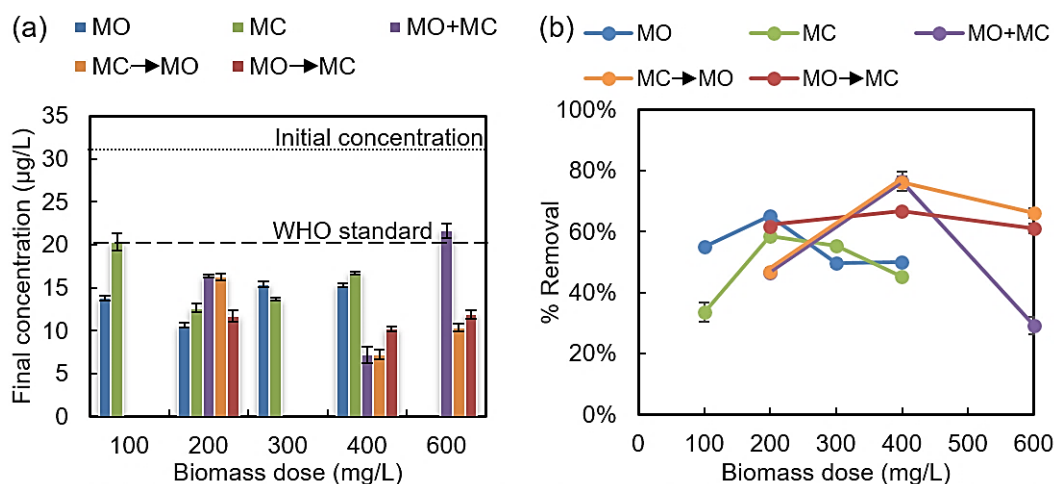 (a)
MO
MC
MO+MC
MC→MO
MO→MC
35
30
25
20
15
10
5
0
Final concentration (µg/L)
Initial concentration
WHO standard
100
200
300
400
600
Biomass dose (mg/L)
(b)
MO
MC
MO+MC
MC→MO
MO→MC
100%
80%
60%
40%
20%
0%
% Removal
0
100
200
300
400
500
600
Biomass dose (mg/L)